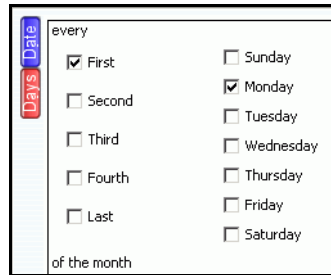 Date
Days
every
First
Second
Third
Fourth
Last
Sunday
Monday
Tuesday
Wednesday
Thursday
Friday
Saturday
of the month